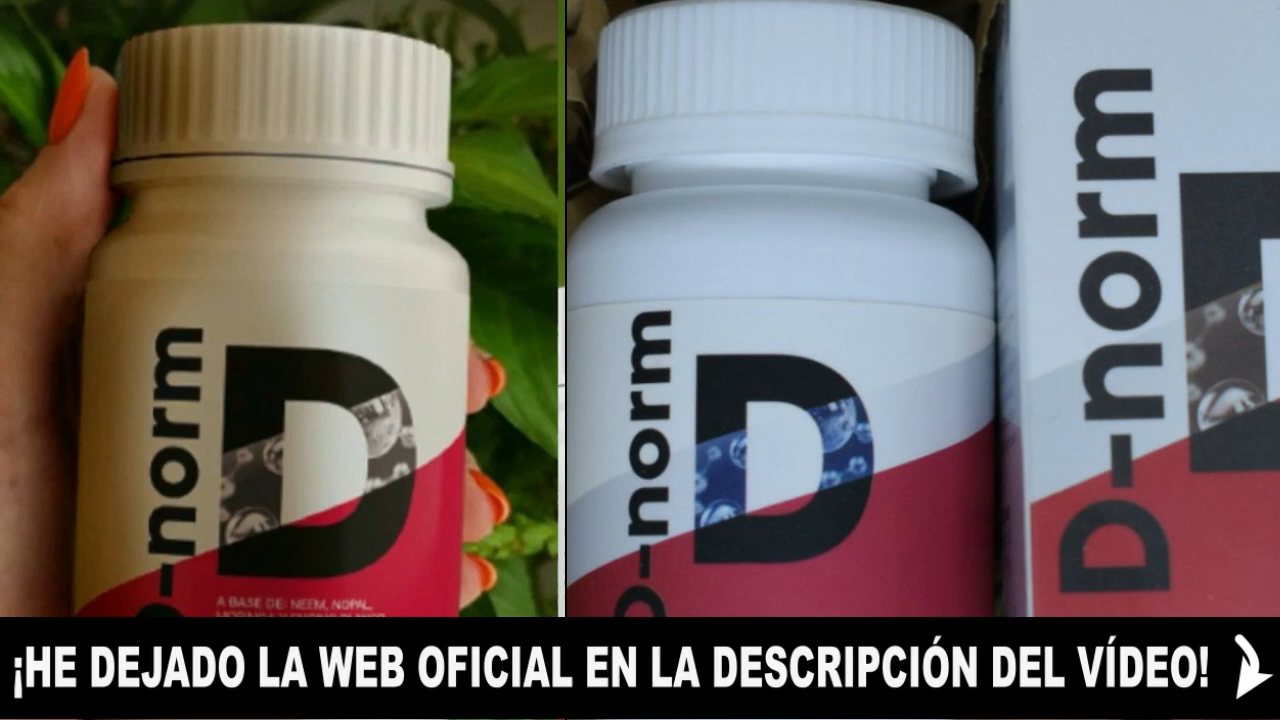 D-norm
D
A BASE DE: NEEM, NOPAL,
D-norm
D
D-norm
¡HE DEJADO LA WEB OFICIAL EN LA DESCRIPCIÓN DEL VÍDEO!